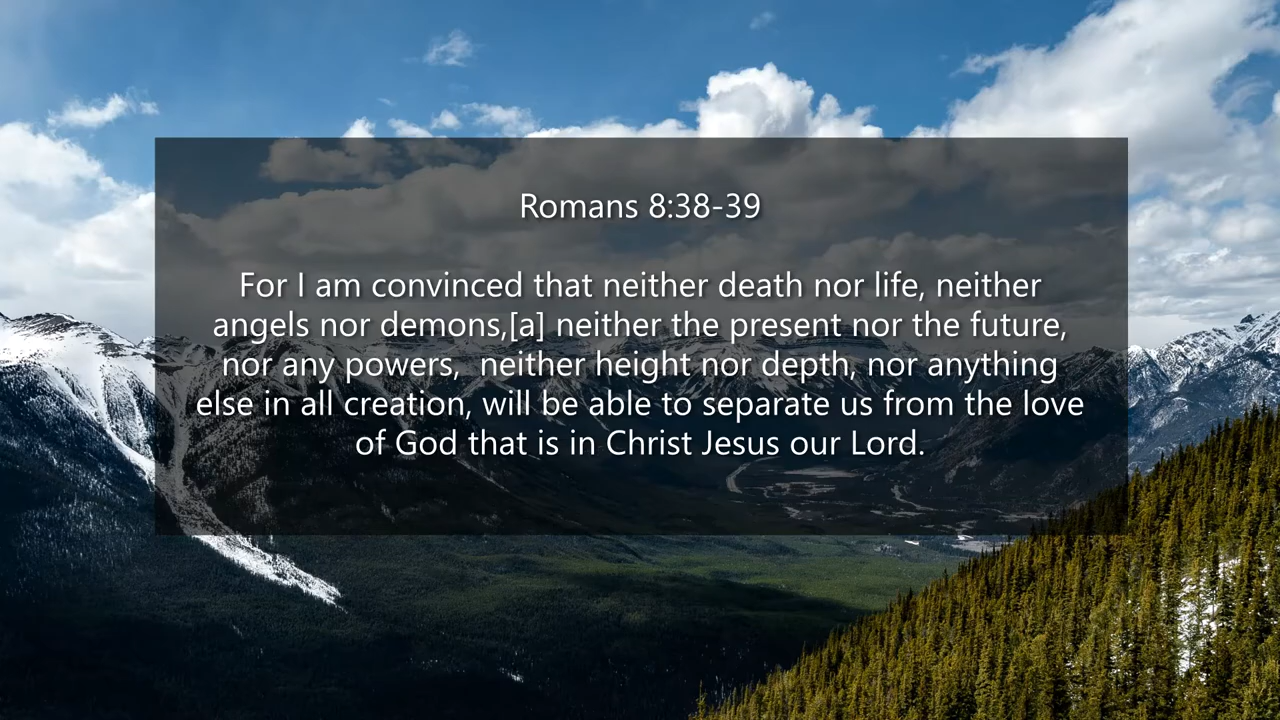 Romans 8:38-39
For I am convinced that neither death nor life, neither
angels nor demons,[a] neither the present nor the future,
nor any powers,  neither height nor depth, nor anything
else in all creation, will be able to separate us from the love
of God that is in Christ Jesus our Lord.